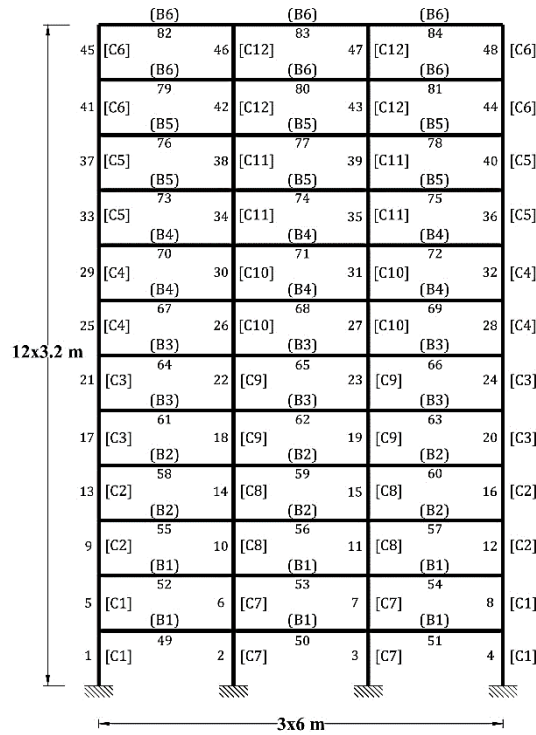 (B6) (B6) (B6)
82 83 84
45 [C6] 46 [C12] 47 [C12] 48 [C6]
(B6) (B6) (B6)
79 80 81
41 [C6] 42 [C12] 43 [C12] 44 [C6]
(B5) (B5) (B5)
76 77 78
37 [C5] 38 [C11] 39 [C11] 40 [C5]
(B5) (B5) (B5)
73 74 75
33 [C5] 34 [C11] 35 [C11] 36 [C5]
(B4) (B4) (B4)
70 71 72
29 [C4] 30 [C10] 31 [C10] 32 [C4]
(B4) (B4) (B4)
67 68 69
25 [C4] 26 [C10] 27 [C10] 28 [C4]
(B3) (B3) (B3)
12x3.2 m
64 65 66
21 [C3] 22 [C9] 23 [C9] 24 [C3]
(B3) (B3) (B3)
61 62 63
17 [C3] 18 [C9] 19 [C9] 20 [C3]
(B2) (B2) (B2)
58 59 60
13 [C2] 14 [C8] 15 [C8] 16 [C2]
(B2) (B2) (B2)
55 56 57
9 [C2] 10 [C8] 11 [C8] 12 [C2]
(B1) (B1) (B1)
52 53 54
5 [C1] 6 [C7] 7 [C7] 8 [C1]
(B1) (B1) (B1)
49 50 51
1 [C1] 2 [C7] 3 [C7] 4 [C1]
3x6 m